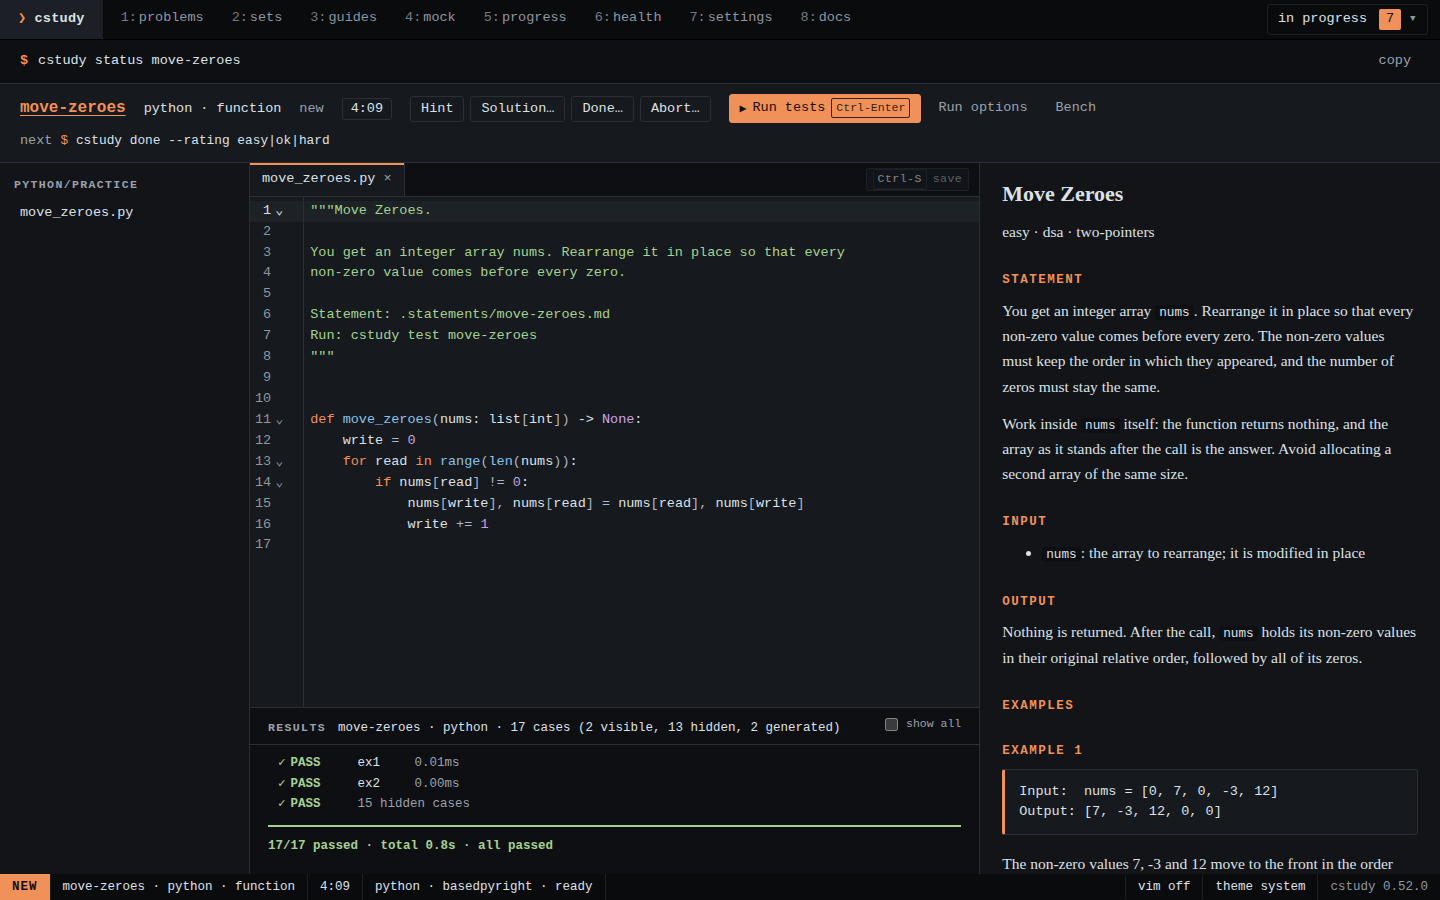 ❯ cstudy 1:problems 2:sets 3:guides 4:mock 5:progress 6:health 7:settings 8:docs in progress 7 ▾
$ cstudy status move-zeroes copy
move-zeroes python · function new 4:09 Hint Solution… Done… Abort… ▶ Run tests Ctrl-Enter Run options Bench
next $ cstudy done --rating easy|ok|hard
PYTHON/PRACTICE
move_zeroes.py
move_zeroes.py × Ctrl-S save
1 """Move Zeroes.
2
3 You get an integer array nums. Rearrange it in place so that every
4 non-zero value comes before every zero.
5
6 Statement: .statements/move-zeroes.md
7 Run: cstudy test move-zeroes
8 """
9
10
11 def move_zeroes(nums: list[int]) -> None:
12     write = 0
13     for read in range(len(nums)):
14         if nums[read] != 0:
15             nums[write], nums[read] = nums[read], nums[write]
16             write += 1
17
RESULTS move-zeroes · python · 17 cases (2 visible, 13 hidden, 2 generated) show all
✓ PASS ex1 0.01ms
✓ PASS ex2 0.00ms
✓ PASS 15 hidden cases
17/17 passed · total 0.8s · all passed
Move Zeroes
easy · dsa · two-pointers
STATEMENT
You get an integer array nums. Rearrange it in place so that every
non-zero value comes before every zero. The non-zero values
must keep the order in which they appeared, and the number of
zeros must stay the same.
Work inside nums itself: the function returns nothing, and the
array as it stands after the call is the answer. Avoid allocating a
second array of the same size.
INPUT
• nums: the array to rearrange; it is modified in place
OUTPUT
Nothing is returned. After the call, nums holds its non-zero values
in their original relative order, followed by all of its zeros.
EXAMPLES
EXAMPLE 1
Input:  nums = [0, 7, 0, -3, 12]
Output: [7, -3, 12, 0, 0]
The non-zero values 7, -3 and 12 move to the front in the order
NEW move-zeroes · python · function 4:09 python · basedpyright · ready vim off theme system cstudy 0.52.0